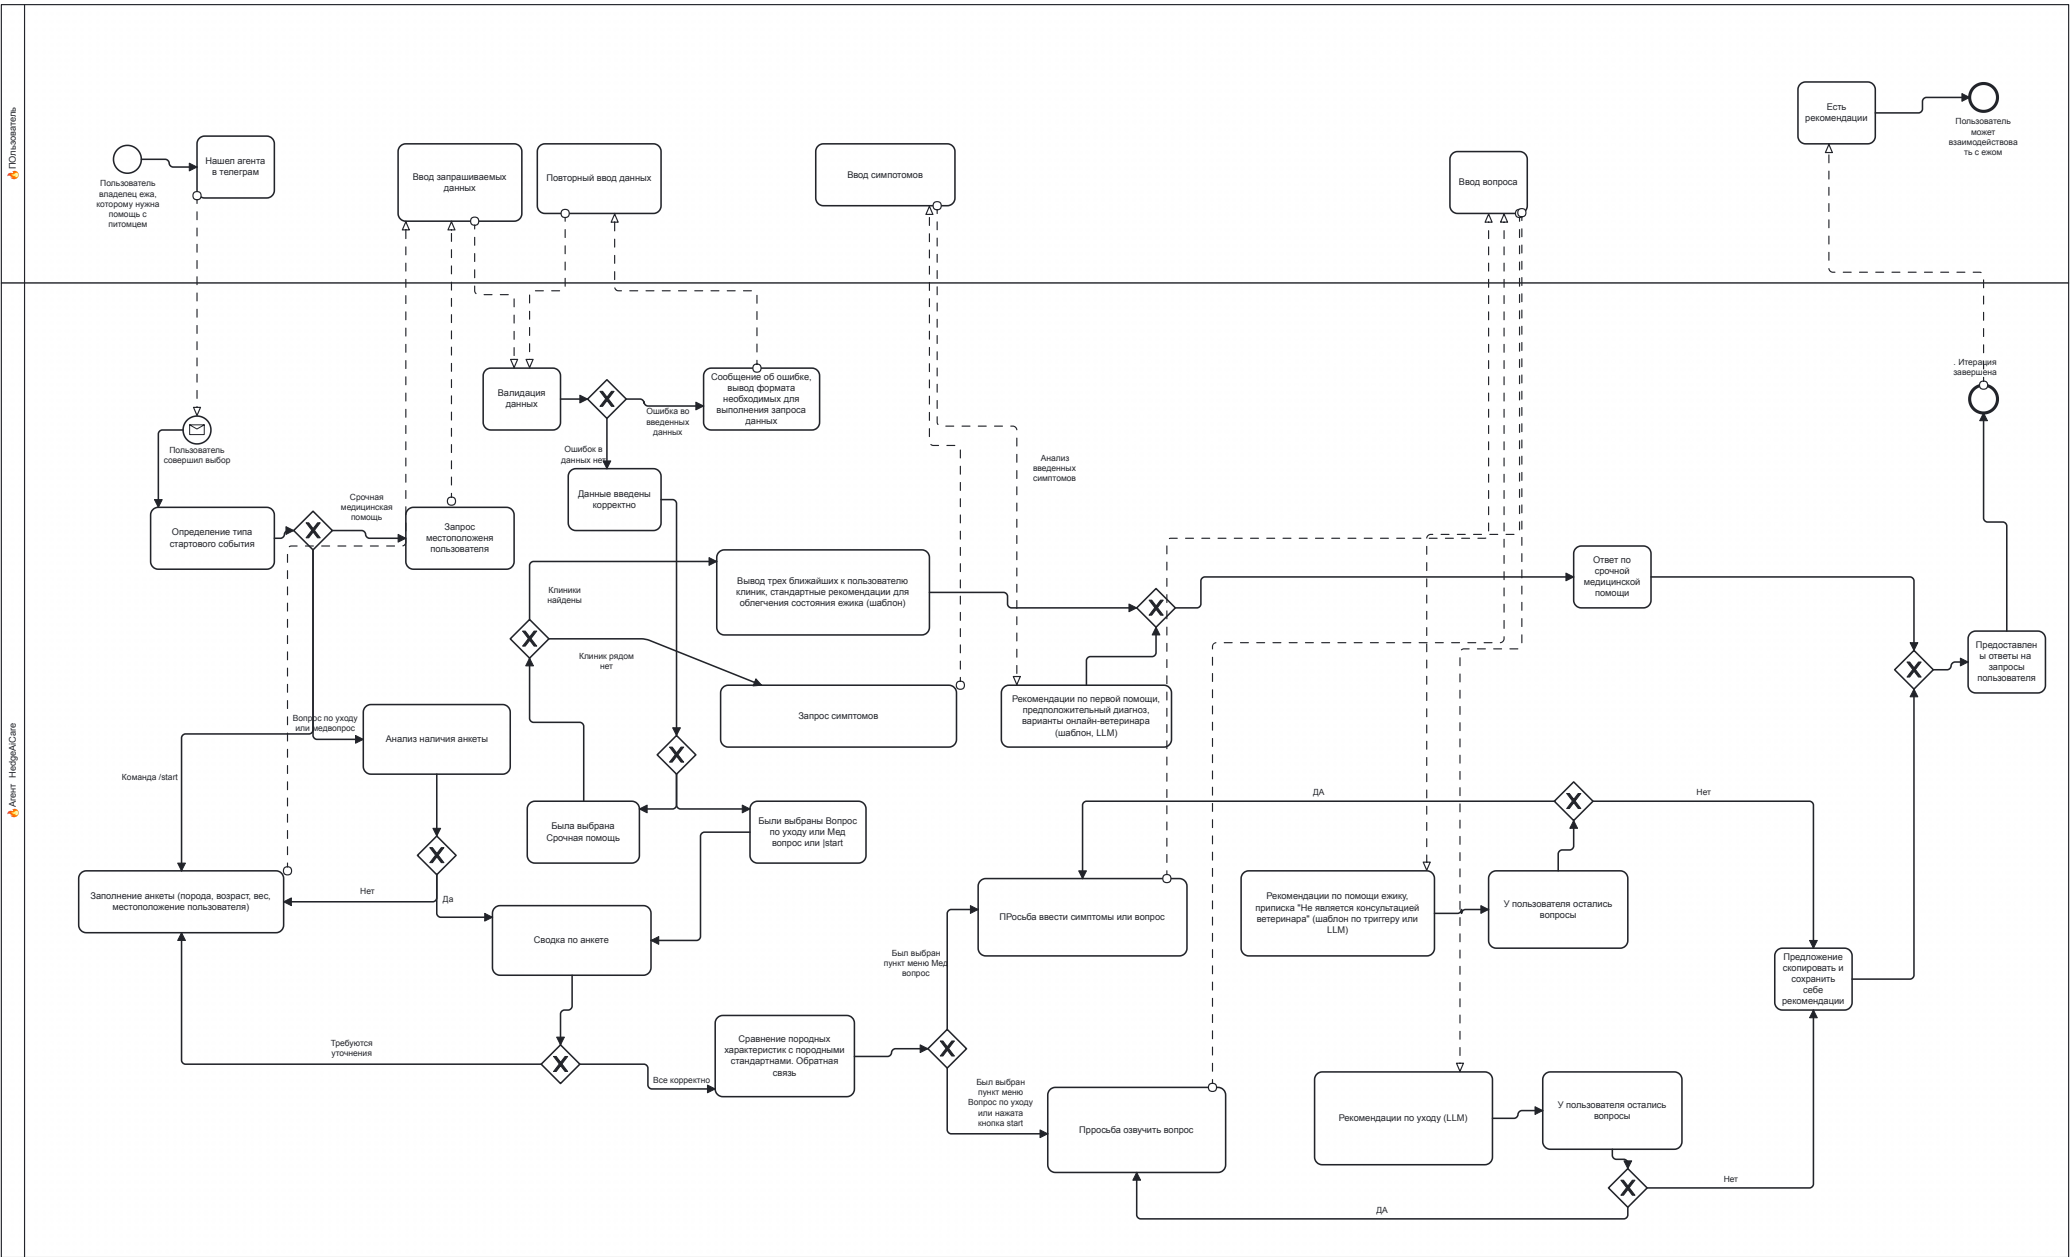 ПОльзователь
Пользователь
владелец ежа,
которому нужна
помощь с
питомцем
Нашел агента
в телеграм
Ввод запрашиваемых
данных
Повторный ввод данных
Ввод симпотомов
Ввод вопроса
Есть
рекомендации
Пользователь
может
взаимодействова
ть с ежом
Агент HedgeAiCare
Пользователь
совершил выбор
Определение типа
стартового события
Срочная
медицинская
помощь
Запрос
местоположеня
пользователя
Валидация
данных
Ошибка во
введенных
данных
Сообщение об ошибке,
вывод формата
необходимых для
выполнения запроса
данных
Ошибок в
данных нет
Данные введены
корректно
Клиники
найдены
Клиник рядом
нет
Вывод трех ближайших к пользователю
клиник, стандартные рекомендации для
облегчения состояния ежика (шаблон)
Запрос симптомов
Анализ
введенных
симптомов
Рекомендации по первой помощи,
предположительный диагноз,
варианты онлайн-ветеринара
(шаблон, LLM)
Ответ по
срочной
медицинской
помощи
. Итерация
завершена
Предоставлен
ы ответы на
запросы
пользователя
Вопрос по уходу
или медвопрос
Анализ наличия анкеты
Команда /start
Была выбрана
Срочная помощь
Были выбраны Вопрос
по уходу или Мед
вопрос или |start
Заполнение анкеты (порода, возраст, вес,
местоположение пользователя)
Нет
Да
Сводка по анкете
Требуются
уточнения
Все корректно
Сравнение породных
характеристик с породными
стандартнами. Обратная
связь
Был выбран
пункт меню Мед
вопрос
Был выбран
пункт меню
Вопрос по уходу
или нажата
кнопка start
ПРосьба ввести симптомы или вопрос
Прросьба озвучить вопрос
ДА
Нет
Рекомендации по помощи ежику,
приписка "Не является консультацией
ветеринара" (шаблон по триггеру или
LLM)
У пользователя остались
вопросы
Предложение
скопировать и
сохранить
себе
рекомендации
Рекомендации по уходу (LLM)
У пользователя остались
вопросы
Нет
ДА